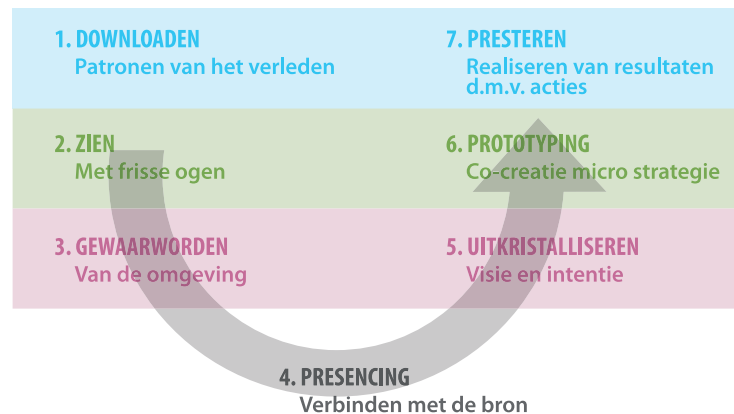 1. DOWNLOADEN
Patronen van het verleden
2. ZIEN
Met frisse ogen
3. GEWAARWORDEN
Van de omgeving
4. PRESENCING
Verbinden met de bron
5. UITKRISTALLISEREN
Visie en intentie
6. PROTOTYPING
Co-creatie micro strategie
7. PRESTEREN
Realiseren van resultaten
d.m.v. acties